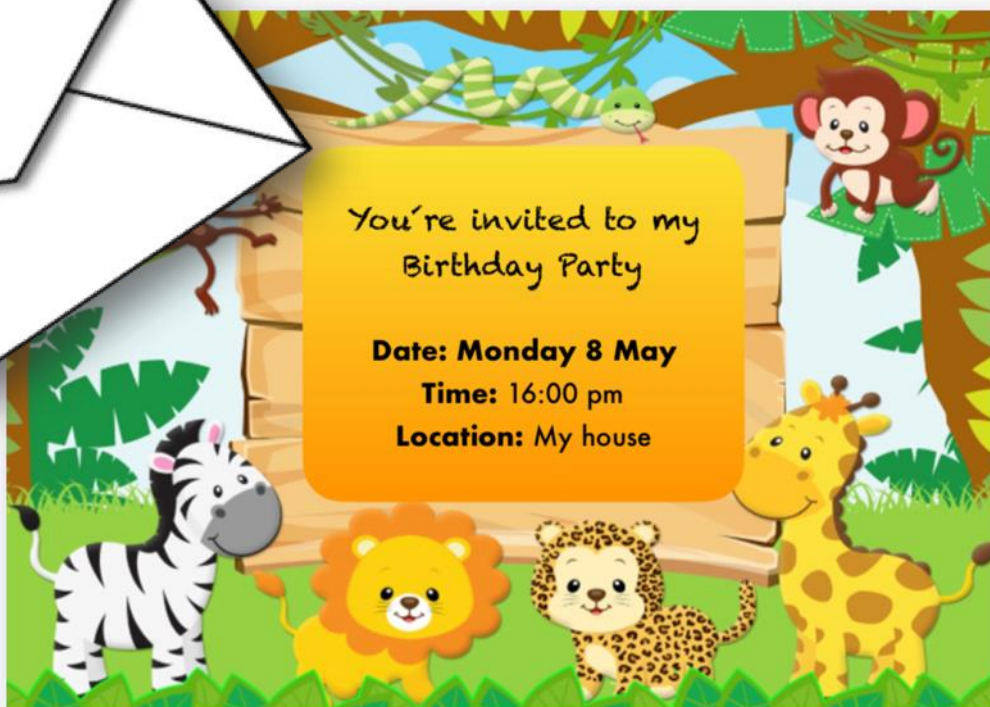 You´re invited to my
Birthday Party
Date: Monday 8 May
Time: 16:00 pm
Location: My house